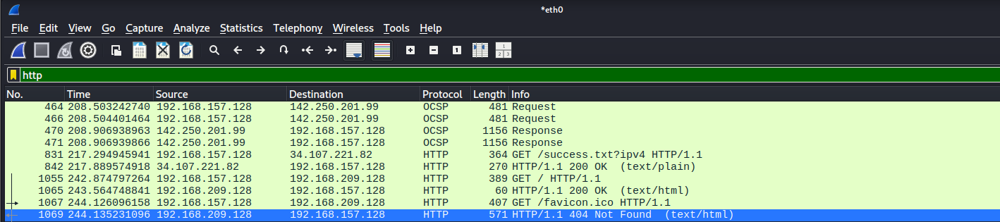 *eth0
File Edit View Go Capture Analyze Statistics Telephony Wireless Tools Help
http
No. Time Source Destination Protocol Length Info
464 208.503242740 192.168.157.128 142.250.201.99 OCSP 481 Request
466 208.504401464 192.168.157.128 142.250.201.99 OCSP 481 Request
470 208.906938963 142.250.201.99 192.168.157.128 OCSP 1156 Response
471 208.906939866 142.250.201.99 192.168.157.128 OCSP 1156 Response
831 217.294945941 192.168.157.128 34.107.221.82 HTTP 364 GET /success.txt?ipv4 HTTP/1.1
842 217.889574918 34.107.221.82 192.168.157.128 HTTP 270 HTTP/1.1 200 OK (text/plain)
1055 242.874797264 192.168.157.128 192.168.209.128 HTTP 389 GET / HTTP/1.1
1065 243.564748841 192.168.209.128 192.168.157.128 HTTP 60 HTTP/1.1 200 OK (text/html)
1067 244.126096158 192.168.157.128 192.168.209.128 HTTP 407 GET /favicon.ico HTTP/1.1
1069 244.135231096 192.168.209.128 192.168.157.128 HTTP 571 HTTP/1.1 404 Not Found (text/html)